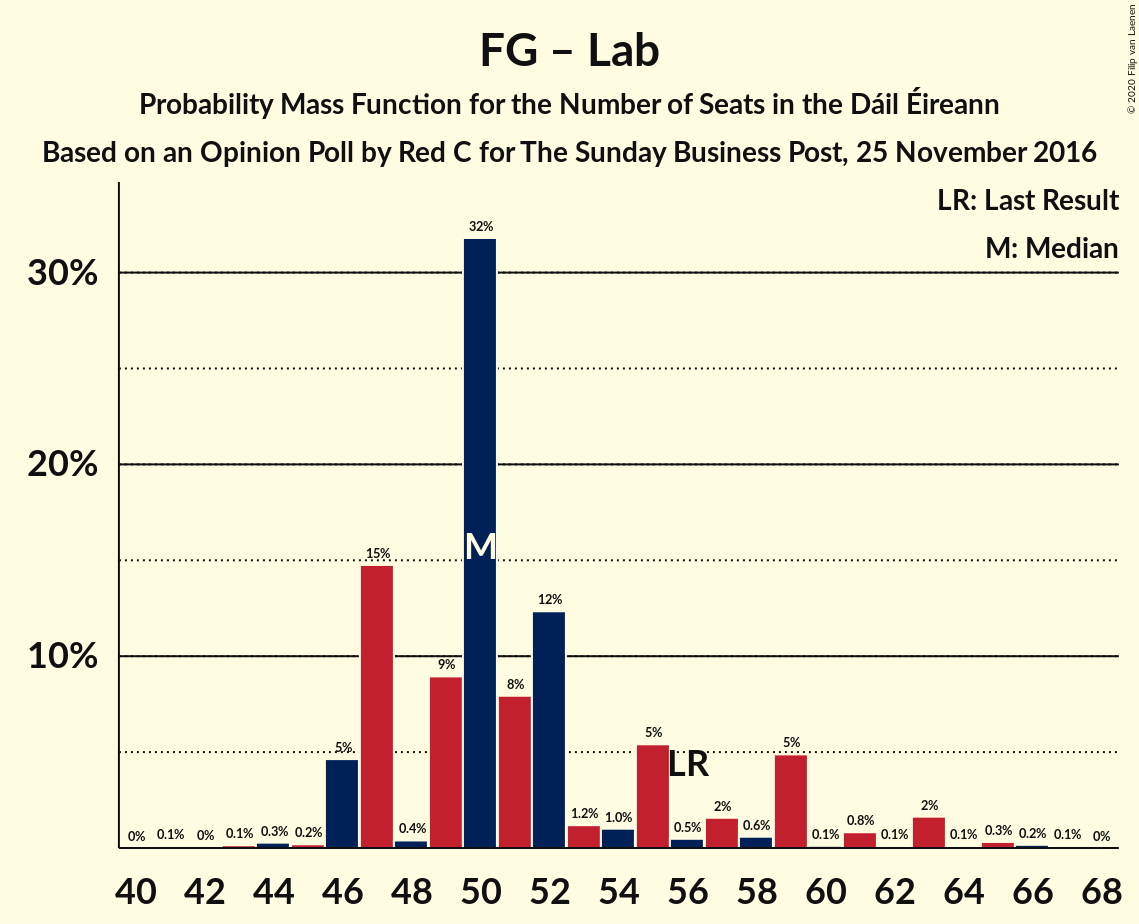 FG – Lab
Probability Mass Function for the Number of Seats in the Dáil Éireann
Based on an Opinion Poll by Red C for The Sunday Business Post, 25 November 2016
© 2020 Filip van Laenen
LR: Last Result
M: Median
30%
20%
10%
0% 0.1% 0% 0.1% 0.3% 0.2% 5% 15% 0.4% 9% 32% 8% 12% 1.2% 1.0% 5% 0.5% 2% 0.6% 5% 0.1% 0.8% 0.1% 2% 0.1% 0.3% 0.2% 0.1% 0%
M
LR
40 42 44 46 48 50 52 54 56 58 60 62 64 66 68